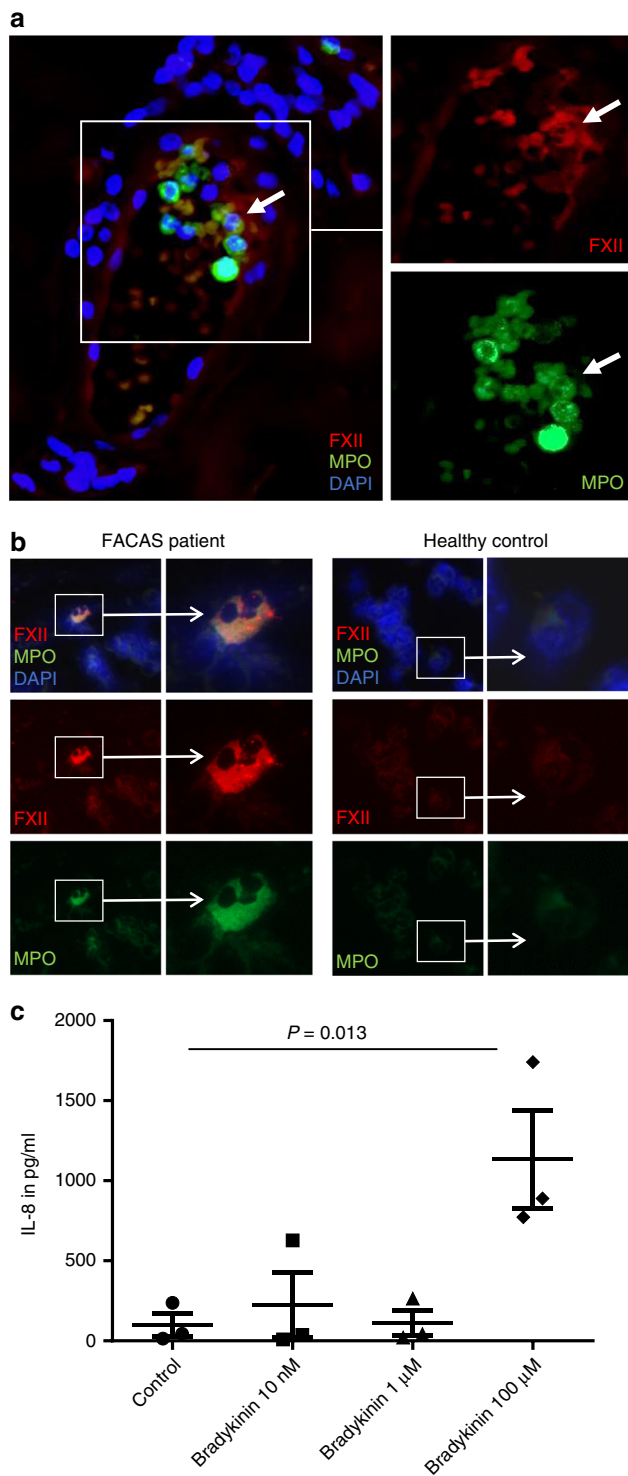 a
FXII
MPO
DAPI
FXII
MPO
b
FACAS patient
Healthy control
FXII
MPO
DAPI
FXII
MPO
DAPI
FXII
FXII
MPO
MPO
c
2000
1500
1000
500
0
IL-8 in pg/ml
P = 0.013
Control
Bradykinin 10 nM
Bradykinin 1 μM
Bradykinin 100 μM